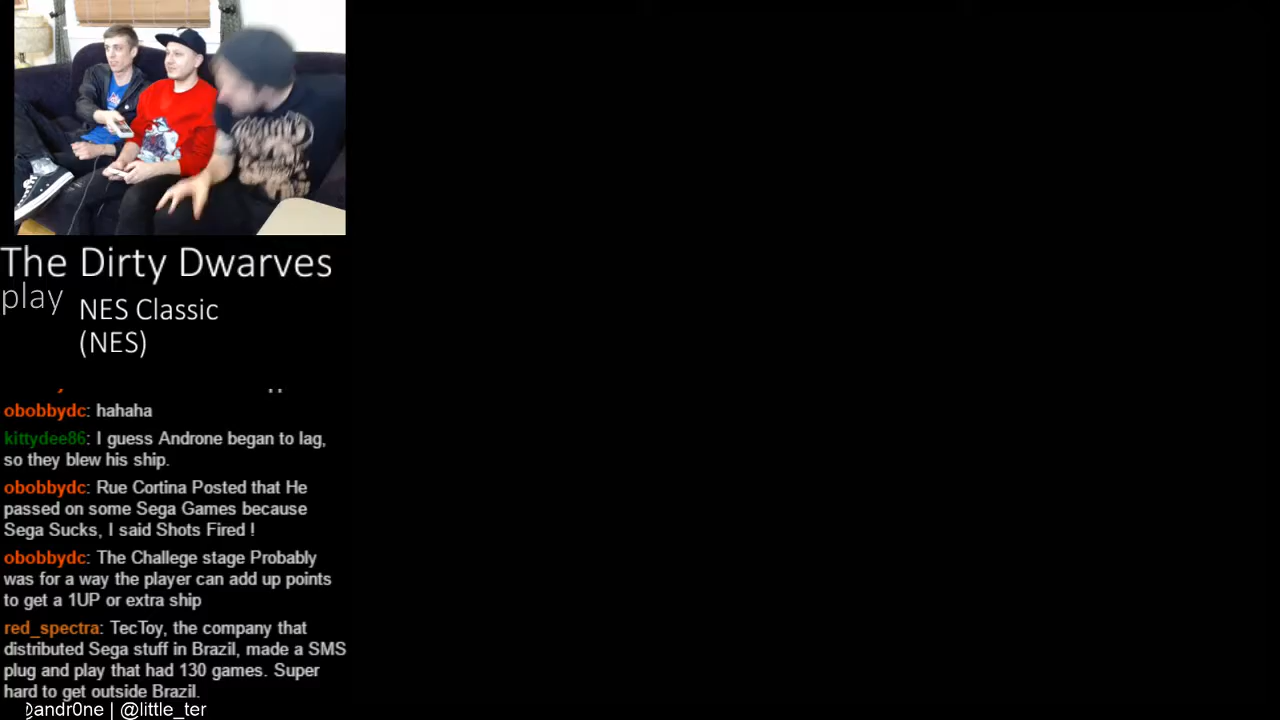 The Dirty Dwarves
play
NES Classic
(NES)
obobbydc: hahaha
kittydee86: I guess Androne began to lag,
so they blew his ship.
obobbydc: Rue Cortina Posted that He
passed on some Sega Games because
Sega Sucks, I said Shots Fired !
obobbydc: The Challege stage Probably
was for a way the player can add up points
to get a 1UP or extra ship
red_spectra: TecToy, the company that
distributed Sega stuff in Brazil, made a SMS
plug and play that had 130 games. Super
hard to get outside Brazil.
@andr0ne | @little_ter